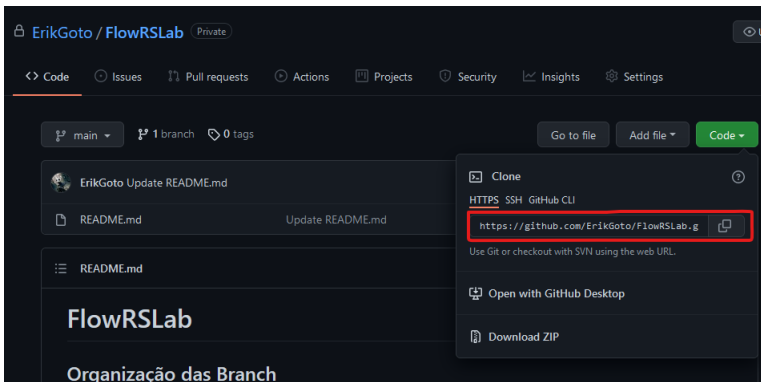 ErikGoto / FlowRSLab Private
Code Issues Pull requests Actions Projects Security Insights Settings
main 1 branch 0 tags Go to file Add file Code
ErikGoto Update README.md
README.md Update README.md
README.md
FlowRSLab
Organização das Branch
Clone
HTTPS SSH GitHub CLI
https://github.com/ErikGoto/FlowRSLab.g
Use Git or checkout with SVN using the web URL.
Open with GitHub Desktop
Download ZIP